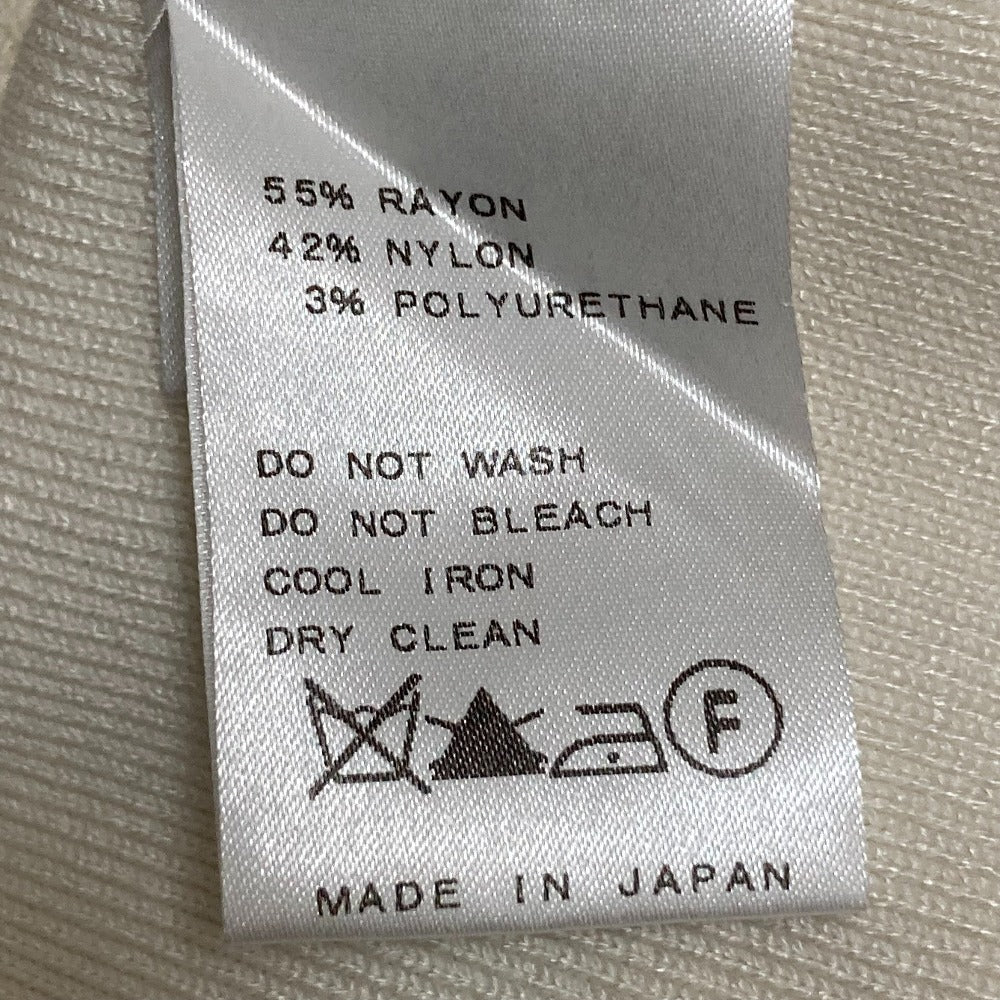 55% RAYON
42% NYLON
3% POLYURETHANE
DO NOT WASH
DO NOT BLEACH
COOL IRON
DRY CLEAN
F
MADE IN JAPAN